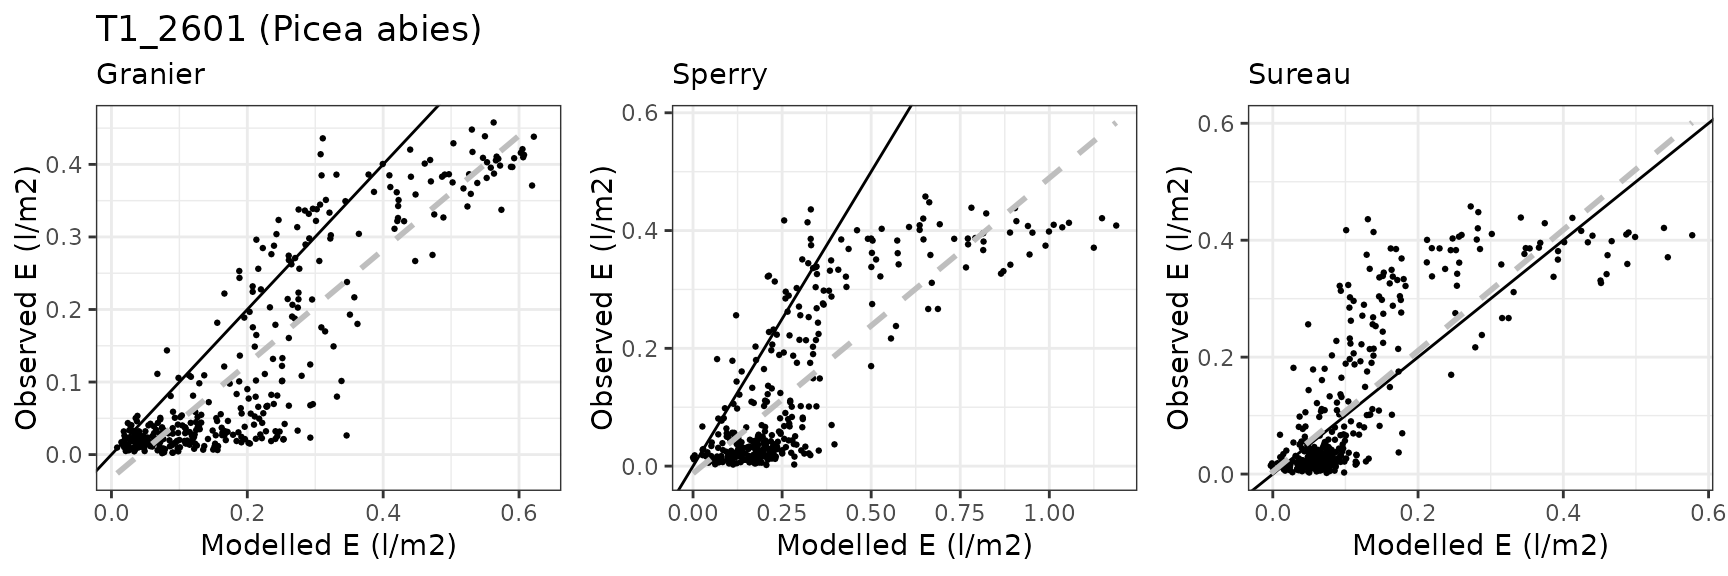 T1_2601 (Picea abies)
Granier
Sperry
Sureau
Observed E (l/m2)
0.4
0.3
0.2
0.1
0.0
0.0 0.2 0.4 0.6
Modelled E (l/m2)
Observed E (l/m2)
0.6
0.4
0.2
0.0
0.00 0.25 0.50 0.75 1.00
Modelled E (l/m2)
Observed E (l/m2)
0.6
0.4
0.2
0.0
0.0 0.2 0.4 0.6
Modelled E (l/m2)